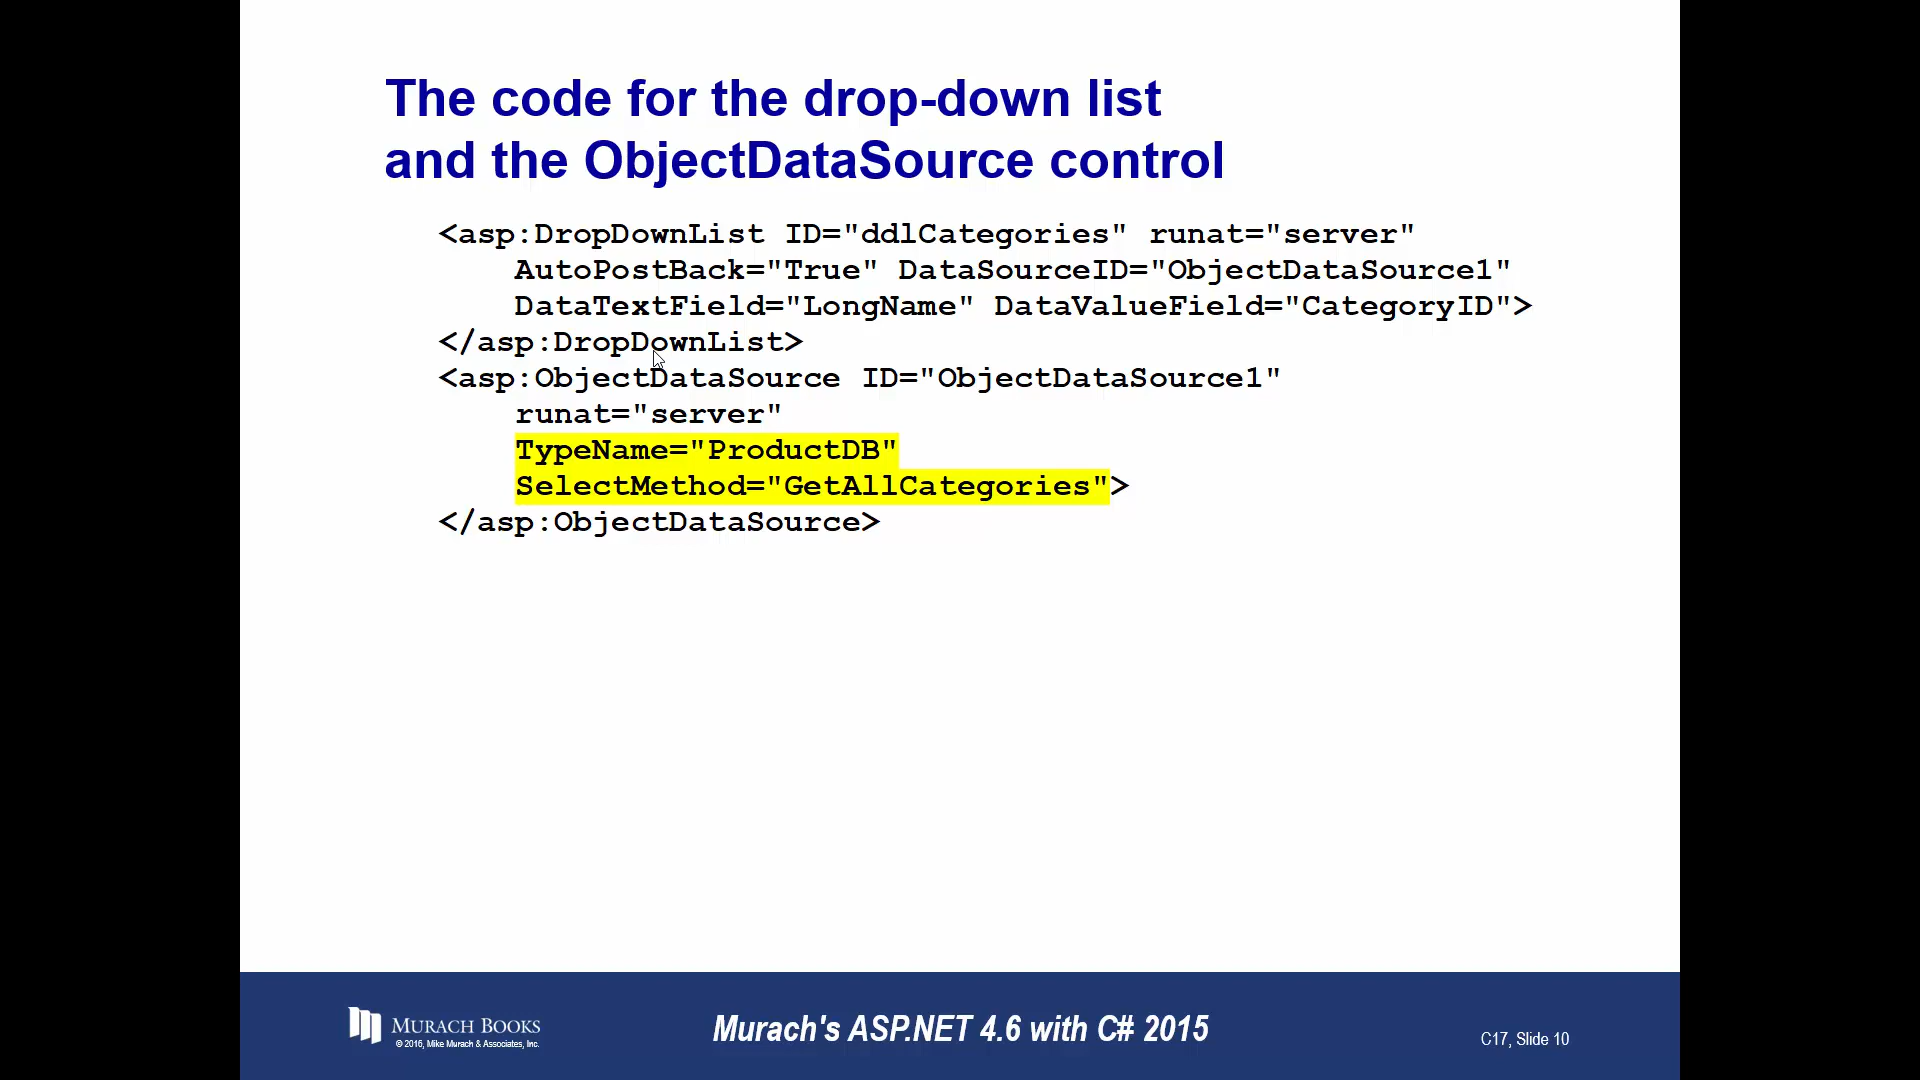 The code for the drop-down list
and the ObjectDataSource control
<asp:DropDownList ID="ddlCategories" runat="server"
AutoPostBack="True" DataSourceID="ObjectDataSource1"
DataTextField="LongName" DataValueField="CategoryID">
</asp:DropDownList>
<asp:ObjectDataSource ID="ObjectDataSource1"
runat="server"
TypeName="ProductDB"
SelectMethod="GetAllCategories">
</asp:ObjectDataSource>
MURACH BOOKS
© 2016, Mike Murach & Associates, Inc.
Murach's ASP.NET 4.6 with C# 2015
C17, Slide 10